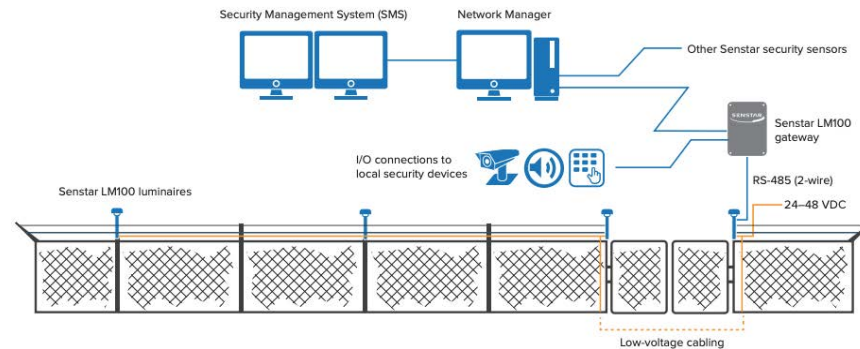 Security Management System (SMS)
Network Manager
Other Senstar security sensors
SENSTAR
Senstar LM100
gateway
I/O connections to
local security devices
RS-485 (2-wire)
Senstar LM100 luminaires
24–48 VDC
Low-voltage cabling